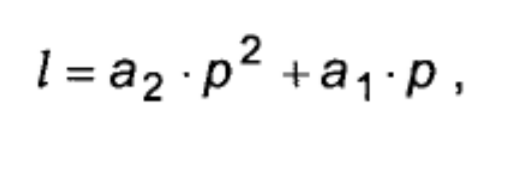 l = a₂ · p² + a₁ · p ,